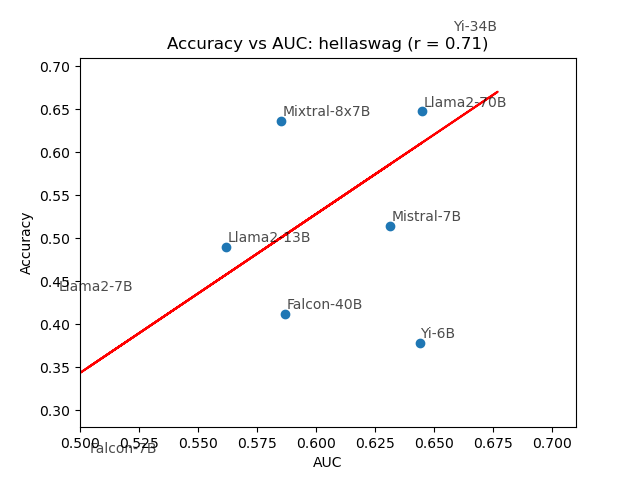 Yi-34B
Accuracy vs AUC: hellaswag (r = 0.71)
0.70
0.65
0.60
0.55
0.50
0.45
0.40
0.35
0.30
Accuracy
Mixtral-8x7B
Llama2-70B
Mistral-7B
Llama2-13B
Llama2-7B
Falcon-40B
Yi-6B
Falcon-7B
0.500 0.525 0.550 0.575 0.600 0.625 0.650 0.675 0.700
AUC